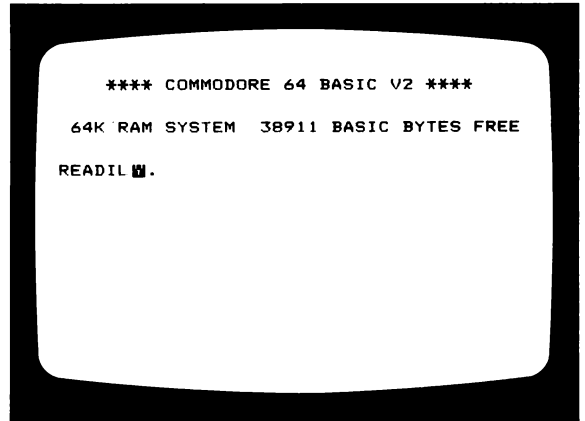 **** COMMODORE 64 BASIC V2 ****
64K RAM SYSTEM 38911 BASIC BYTES FREE
READIL.